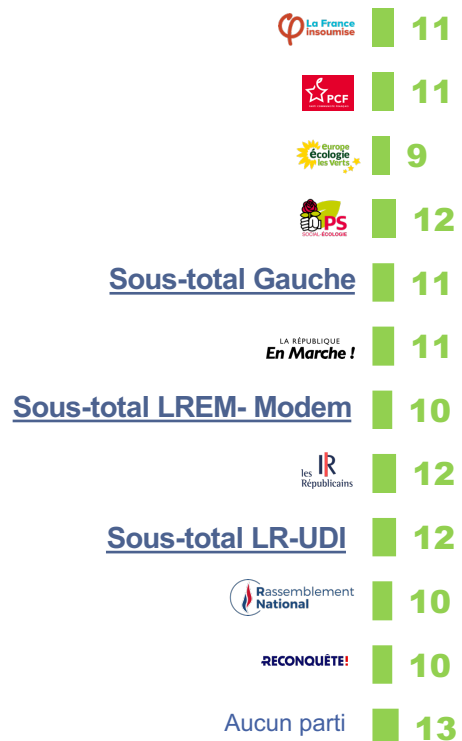 La France
insoumise
11
PCF
11
europe
écologie
les Verts
9
PS
SOCIAL-ÉCOLOGIE
12
Sous-total Gauche
11
LA RÉPUBLIQUE
En Marche !
11
Sous-total LREM- Modem
10
les R
Républicains
12
Sous-total LR-UDI
12
Rassemblement
National
10
RECONQUÊTE!
10
Aucun parti
13